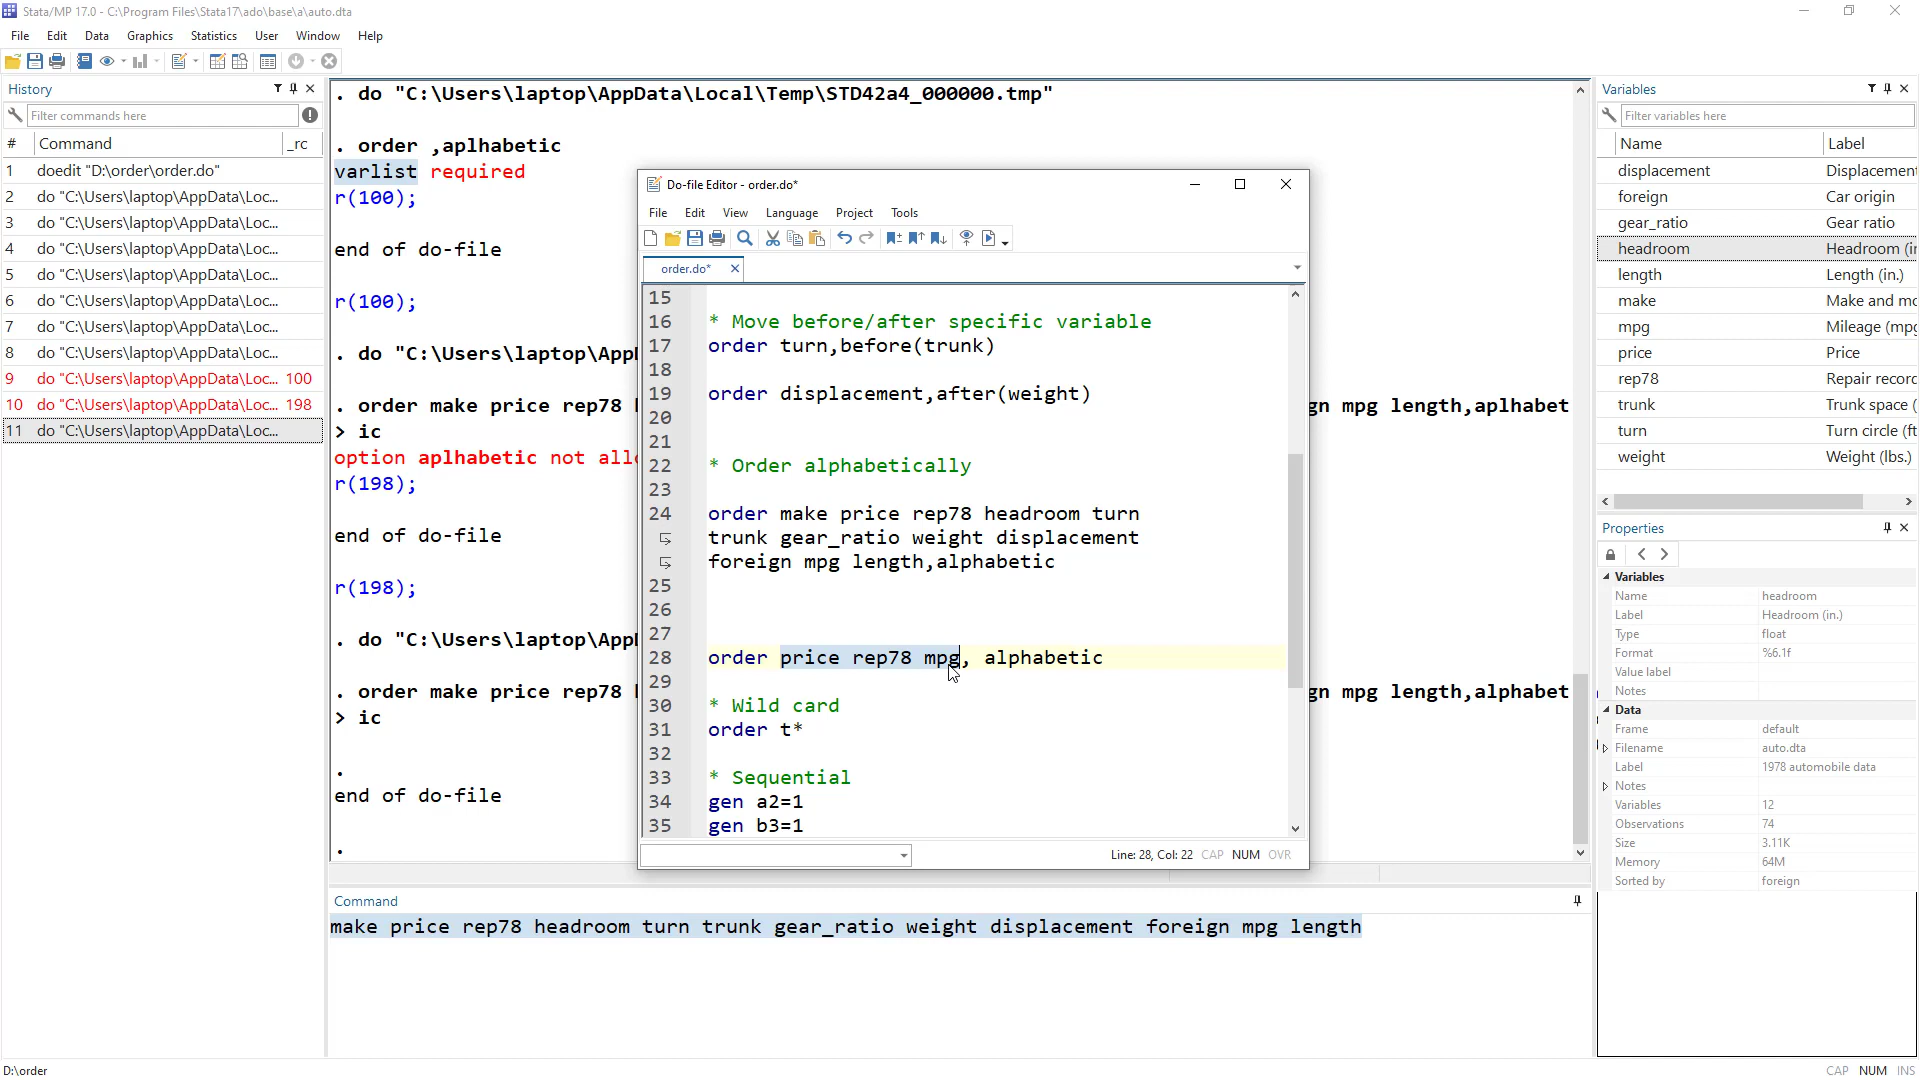 Stata/MP 17.0 - C:\Program Files\Stata17\ado\base\a\auto.dta
File Edit Data Graphics Statistics User Window Help
History
Filter commands here
# Command _rc
1 doedit "D:\order\order.do"
2 do "C:\Users\laptop\AppData\Loc...
3 do "C:\Users\laptop\AppData\Loc...
4 do "C:\Users\laptop\AppData\Loc...
5 do "C:\Users\laptop\AppData\Loc...
6 do "C:\Users\laptop\AppData\Loc...
7 do "C:\Users\laptop\AppData\Loc...
8 do "C:\Users\laptop\AppData\Loc...
9 do "C:\Users\laptop\AppData\Loc... 100
10 do "C:\Users\laptop\AppData\Loc... 198
11 do "C:\Users\laptop\AppData\Loc...
. do "C:\Users\laptop\AppData\Local\Temp\STD42a4_000000.tmp"
. order ,aplhabetic
varlist required
r(100);
end of do-file
r(100);
. do "C:\Users\laptop\App
. order make price rep78
gn mpg length,aplhabet
> ic
option aplhabetic not all
r(198);
end of do-file
r(198);
. do "C:\Users\laptop\App
. order make price rep78
gn mpg length,alphabet
> ic
.
end of do-file
.
Do-file Editor - order.do*
File Edit View Language Project Tools
order.do*
15
16 * Move before/after specific variable
17 order turn,before(trunk)
18
19 order displacement,after(weight)
20
21
22 * Order alphabetically
23
24 order make price rep78 headroom turn
trunk gear_ratio weight displacement
foreign mpg length,alphabetic
25
26
27
28 order price rep78 mpg, alphabetic
29
30 * Wild card
31 order t*
32
33 * Sequential
34 gen a2=1
35 gen b3=1
Line: 28, Col: 22 CAP NUM OVR
Command
make price rep78 headroom turn trunk gear_ratio weight displacement foreign mpg length
Variables
Filter variables here
Name Label
displacement Displacement
foreign Car origin
gear_ratio Gear ratio
headroom Headroom (i
length Length (in.)
make Make and mo
mpg Mileage (mpg
price Price
rep78 Repair record
trunk Trunk space (
turn Turn circle (ft
weight Weight (lbs.)
Properties
Variables
Name headroom
Label Headroom (in.)
Type float
Format %6.1f
Value label
Notes
Data
Frame default
Filename auto.dta
Label 1978 automobile data
Notes
Variables 12
Observations 74
Size 3.11K
Memory 64M
Sorted by foreign
D:\order
CAP NUM INS